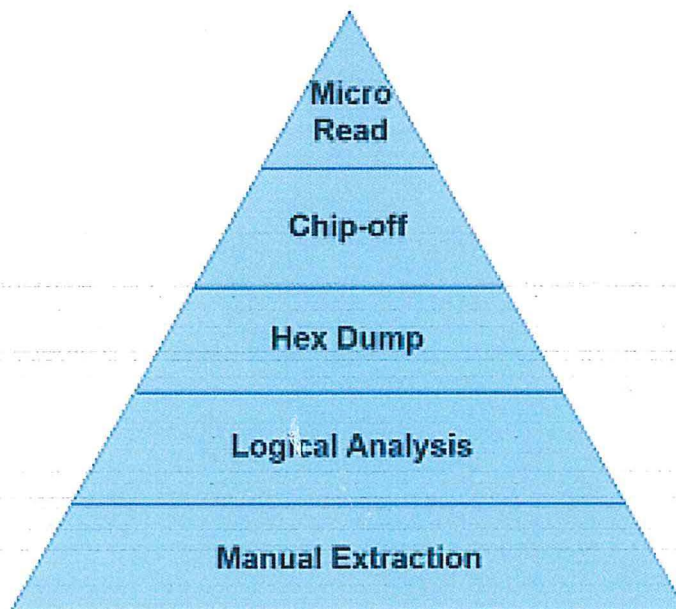 Micro
Read
Chip-off
Hex Dump
Logical Analysis
Manual Extraction